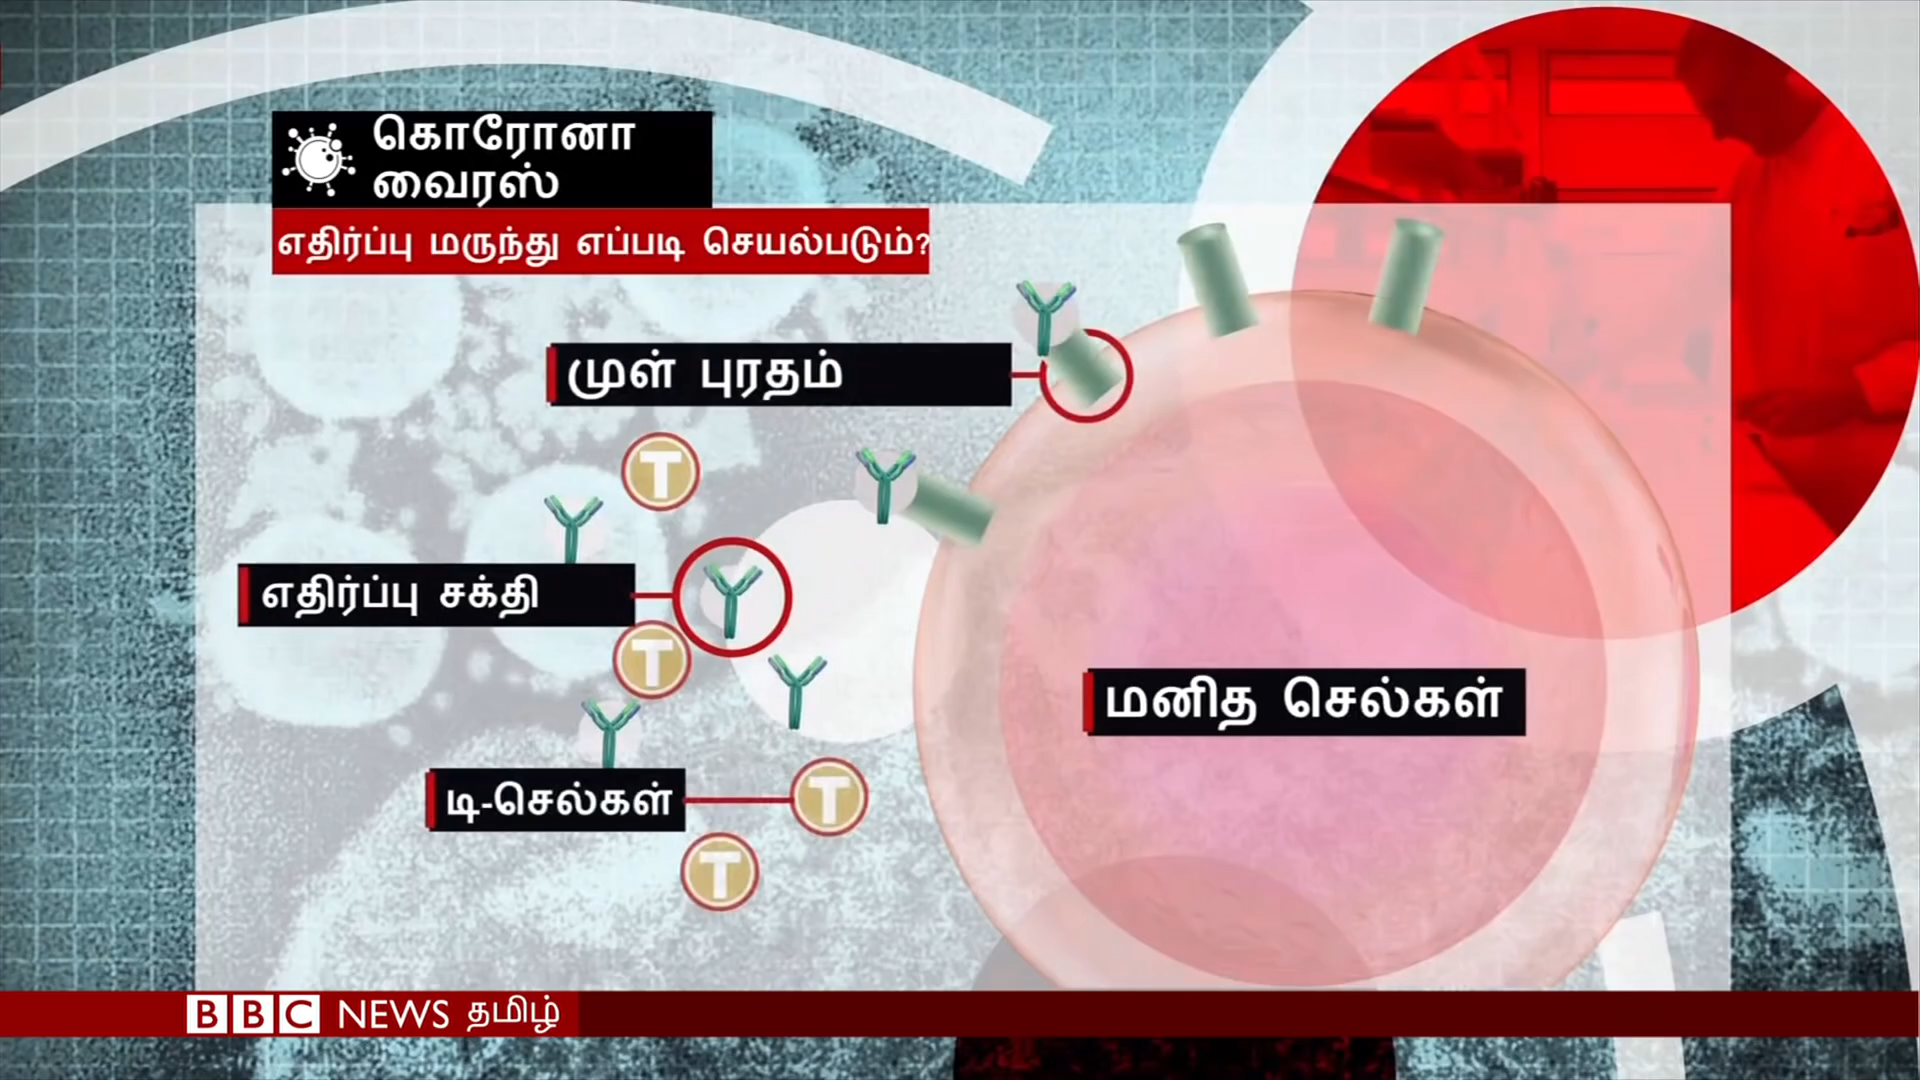 கொரோனா
வைரஸ்
எதிர்ப்பு மருந்து எப்படி செயல்படும்?
முள் புரதம்
T
எதிர்ப்பு சக்தி
T
மனித செல்கள்
டி-செல்கள்
T
T
BBC NEWS தமிழ்